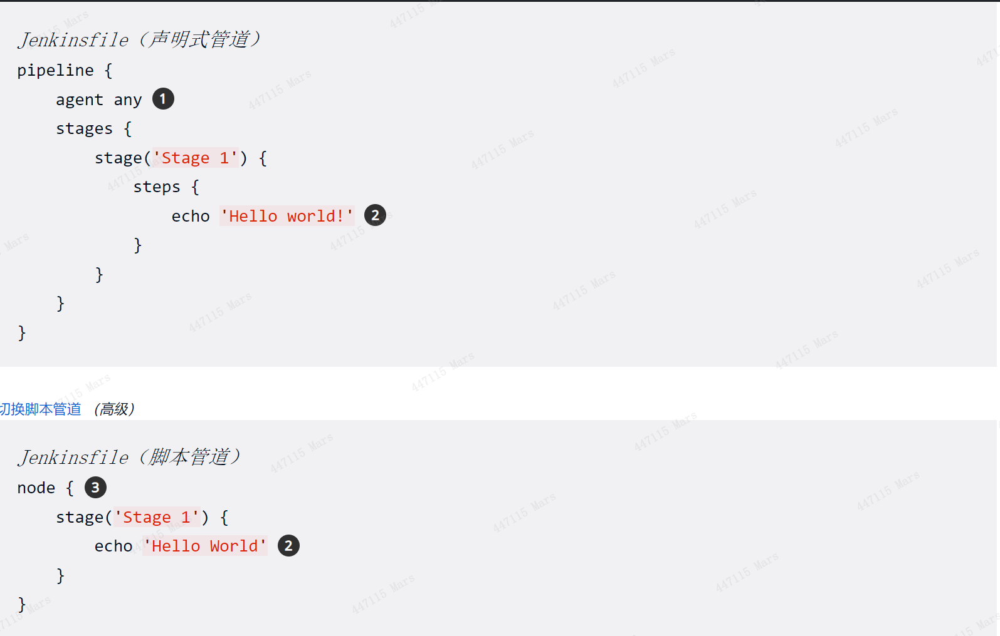 Jenkinsfile（声明式管道）
pipeline {
    agent any 1
    stages {
        stage('Stage 1') {
            steps {
                echo 'Hello world!' 2
            }
        }
    }
}
切换脚本管道 （高级）
Jenkinsfile（脚本管道）
node { 3
    stage('Stage 1') {
        echo 'Hello World' 2
    }
}
447115 Mars